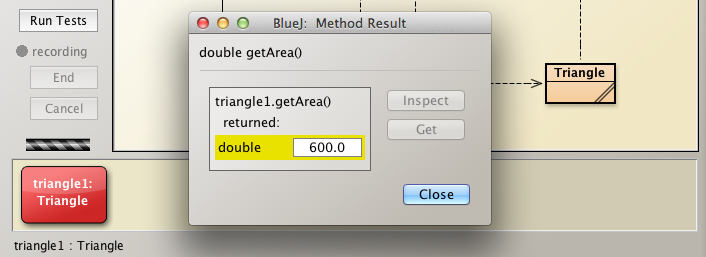 Run Tests
recording
End
Cancel
BlueJ: Method Result
double getArea()
triangle1.getArea()
returned:
double 600.0
Inspect
Get
Close
Triangle
triangle1:
Triangle
triangle1 : Triangle